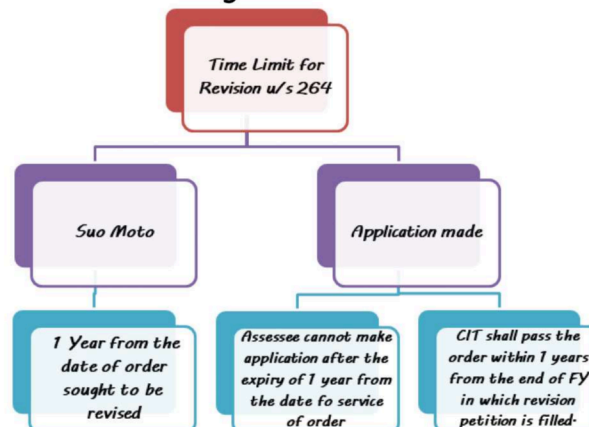 Time Limit for
Revision u/s 264
Suo Moto
Application made
1 Year from the
date of order
sought to be
revised
Assessee cannot make
application after the
expiry of 1 year from
the date fo service
of order
CIT shall pass the
order within 1 years
from the end of FY
in which revision
petition is filled-